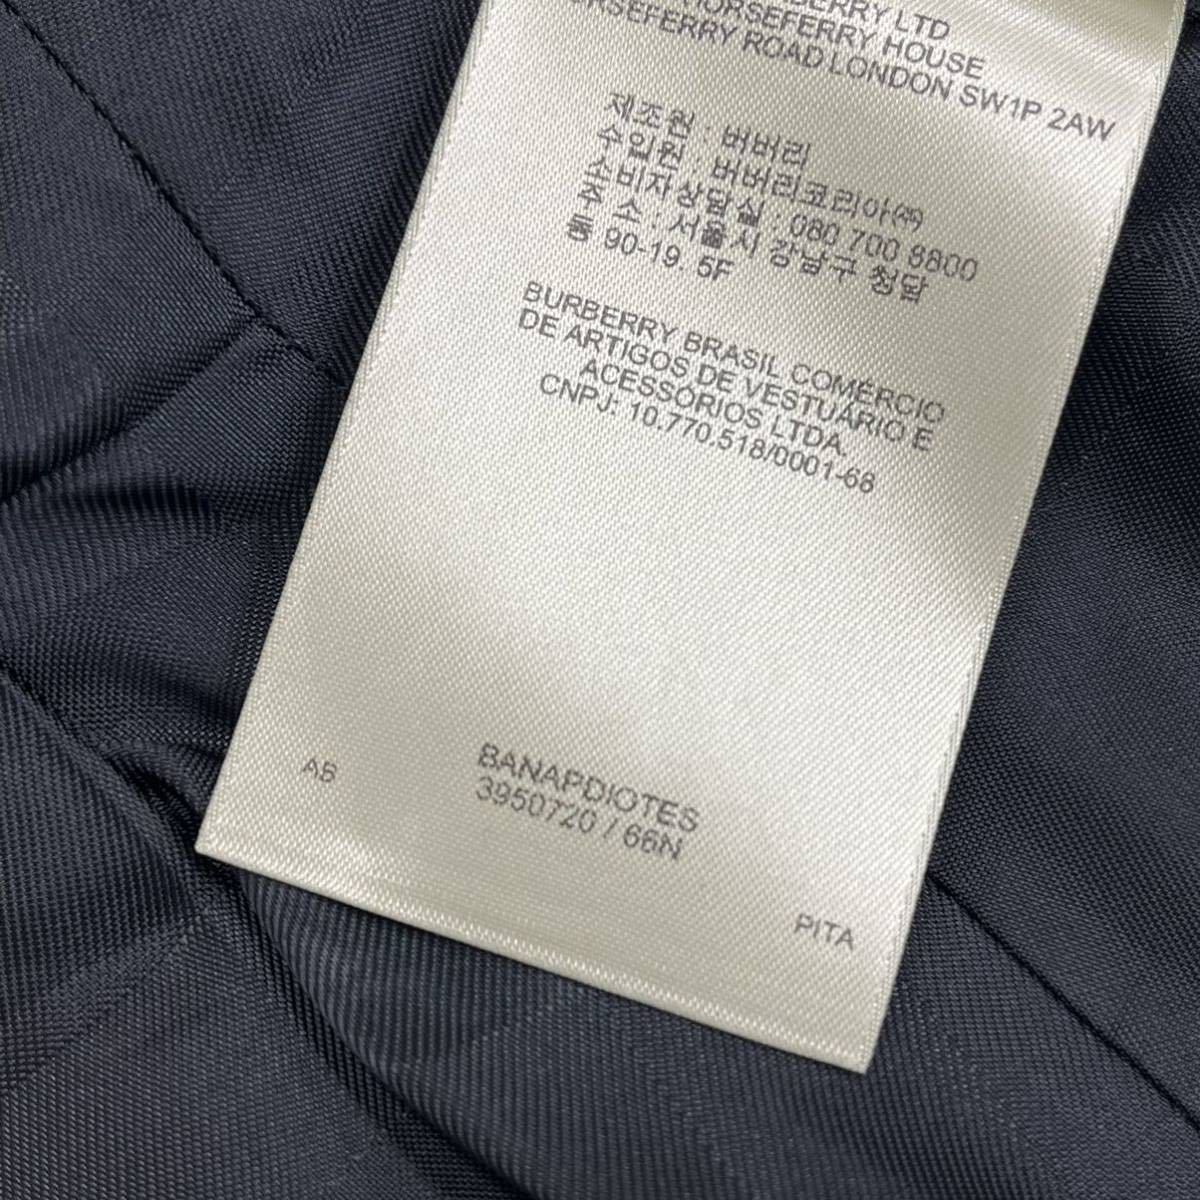 LTD
HORSEFERRY HOUSE
ROAD LONDON SW1P 2AW
제조원 : 버버리
수입원 : 버버리코리아㈜
소비자상담실 : 080 700 8800
주 소 : 서울시 강남구 청담
동 90-19. 5F
BURBERRY BRASIL COMÉRCIO
DE ARTIGOS DE VESTUÁRIO E
ACESSÓRIOS LTDA.
CNPJ: 10.770.518/0001-68
AB
BANAPDIOTES
3950720 / 66N
PITA